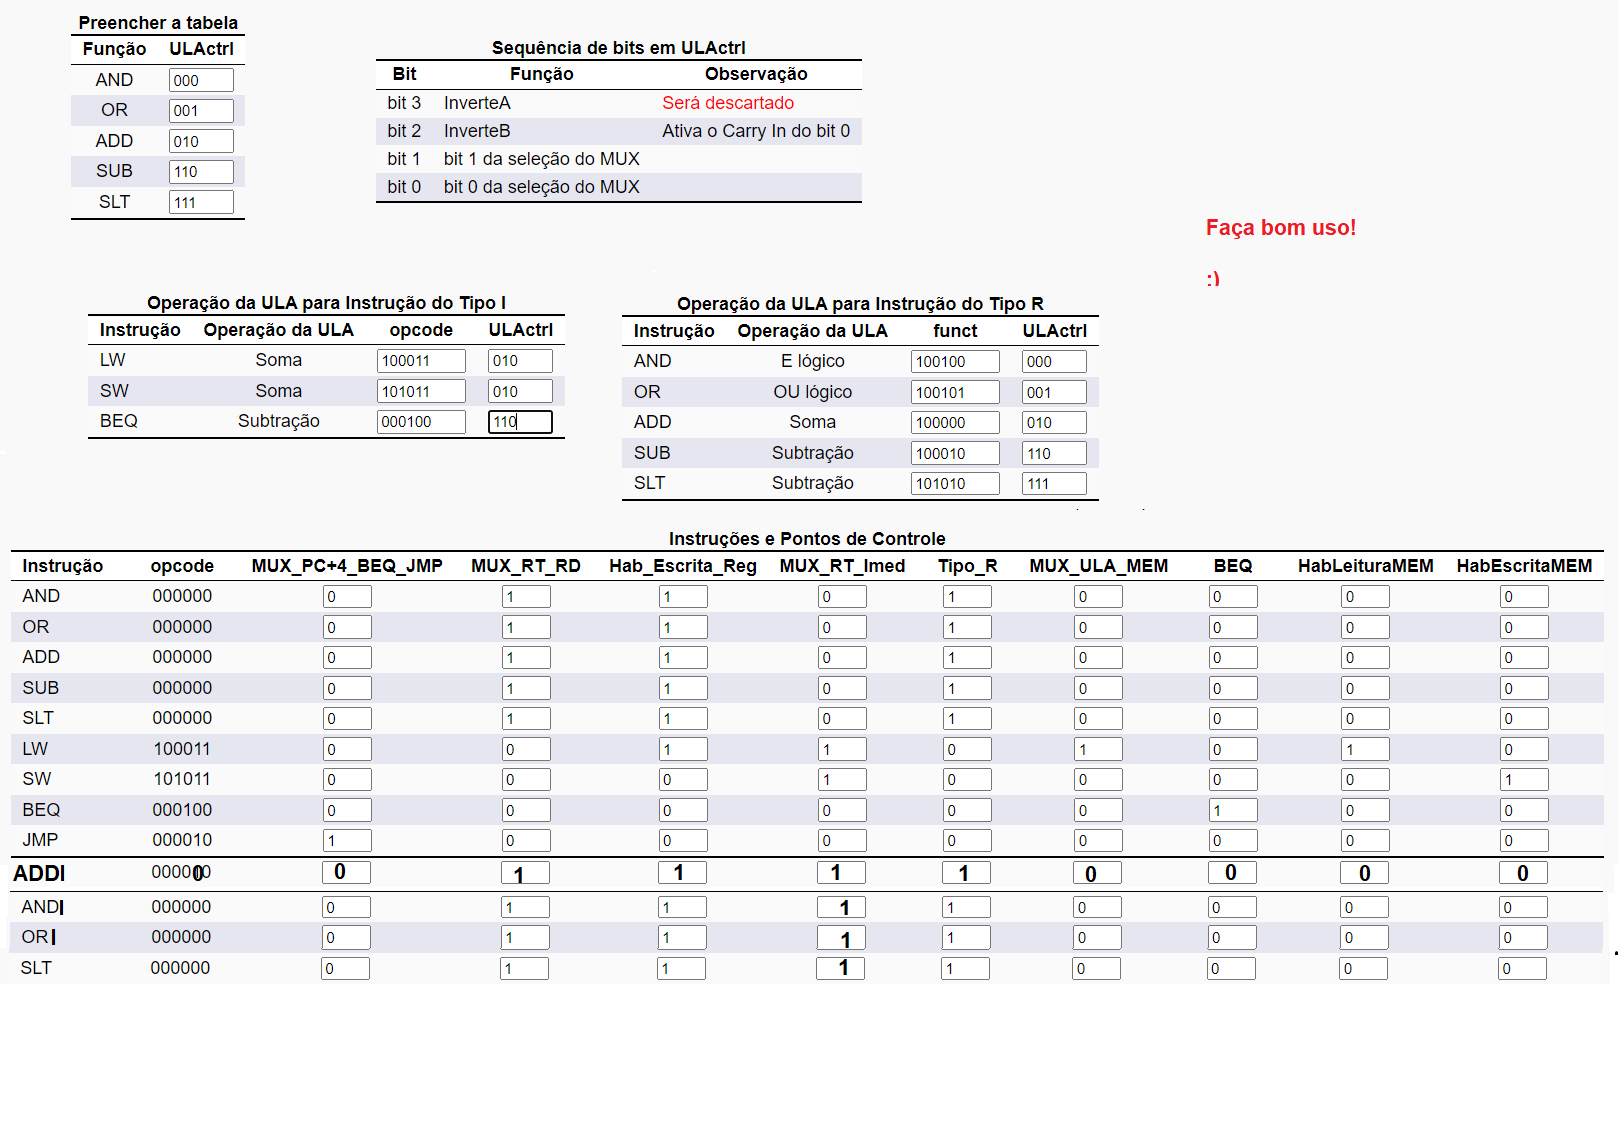 Preencher a tabela
Função ULActrl
AND 000
OR 001
ADD 010
SUB 110
SLT 111
Sequência de bits em ULActrl
Bit Função Observação
bit 3 InverteA Será descartado
bit 2 InverteB Ativa o Carry In do bit 0
bit 1 bit 1 da seleção do MUX
bit 0 bit 0 da seleção do MUX
Faça bom uso!
:)
Operação da ULA para Instrução do Tipo I
Instrução Operação da ULA opcode ULActrl
LW Soma 100011 010
SW Soma 101011 010
BEQ Subtração 000100 110
Operação da ULA para Instrução do Tipo R
Instrução Operação da ULA funct ULActrl
AND E lógico 100100 000
OR OU lógico 100101 001
ADD Soma 100000 010
SUB Subtração 100010 110
SLT Subtração 101010 111
Instruções e Pontos de Controle
Instrução opcode MUX_PC+4_BEQ_JMP MUX_RT_RD Hab_Escrita_Reg MUX_RT_Imed Tipo_R MUX_ULA_MEM BEQ HabLeituraMEM HabEscritaMEM
AND 000000 0 1 1 0 1 0 0 0 0
OR 000000 0 1 1 0 1 0 0 0 0
ADD 000000 0 1 1 0 1 0 0 0 0
SUB 000000 0 1 1 0 1 0 0 0 0
SLT 000000 0 1 1 0 1 0 0 0 0
LW 100011 0 0 1 1 0 1 0 1 0
SW 101011 0 0 0 1 0 0 0 0 1
BEQ 000100 0 0 0 0 0 0 1 0 0
JMP 000010 1 0 0 0 0 0 0 0 0
ADDI 000000 0 1 1 1 1 0 0 0 0
ANDI 000000 0 1 1 1 1 0 0 0 0
ORI 000000 0 1 1 1 1 0 0 0 0
SLT 000000 0 1 1 1 1 0 0 0 0